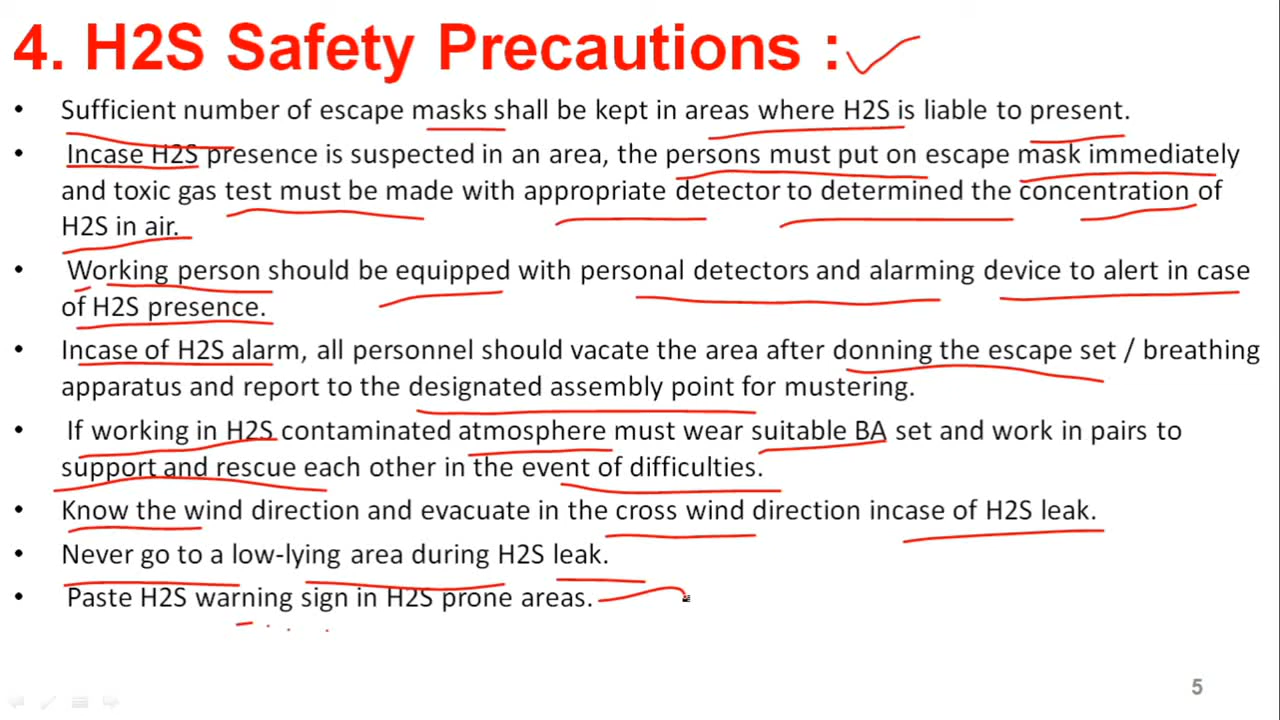 4. H2S Safety Precautions :
• Sufficient number of escape masks shall be kept in areas where H2S is liable to present.
• Incase H2S presence is suspected in an area, the persons must put on escape mask immediately
and toxic gas test must be made with appropriate detector to determined the concentration of
H2S in air.
• Working person should be equipped with personal detectors and alarming device to alert in case
of H2S presence.
• Incase of H2S alarm, all personnel should vacate the area after donning the escape set / breathing
apparatus and report to the designated assembly point for mustering.
• If working in H2S contaminated atmosphere must wear suitable BA set and work in pairs to
support and rescue each other in the event of difficulties.
• Know the wind direction and evacuate in the cross wind direction incase of H2S leak.
• Never go to a low-lying area during H2S leak.
• Paste H2S warning sign in H2S prone areas.
5